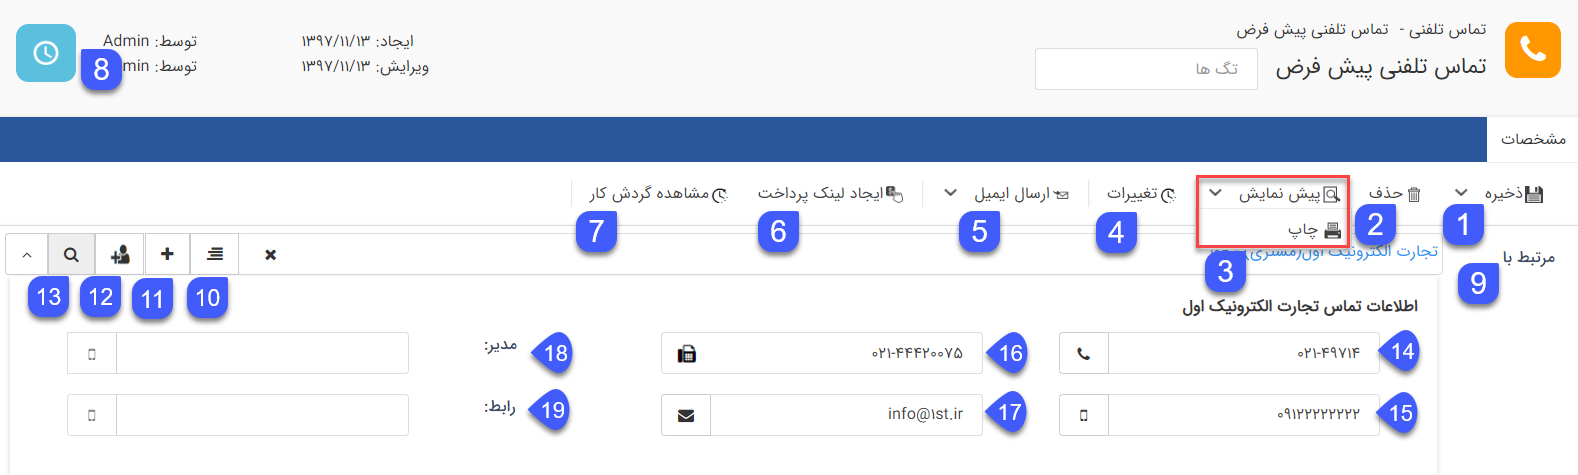 تماس تلفنی - تماس تلفنی پیش فرض
تماس تلفنی پیش فرض
تگ ها
ایجاد: ۱۳۹۷/۱۱/۱۳ توسط: Admin
ویرایش: ۱۳۹۷/۱۱/۱۳ توسط: min
8
مشخصات
ذخیره حذف پیش نمایش تغییرات ارسال ایمیل ایجاد لینک پرداخت مشاهده گردش کار
چاپ
1 2 3 4 5 6 7
مرتبط با
تجارت الکترونیک اول(مشتری)
9 10 11 12 13
اطلاعات تماس تجارت الکترونیک اول
۰۲۱-۴۹۷۱۴ 14
۰۲۱-۴۴۴۲۰۰۷۵ 16
مدیر: 18
۰۹۱۲۲۲۲۲۲۲۲ 15
info@1st.ir 17
رابط: 19